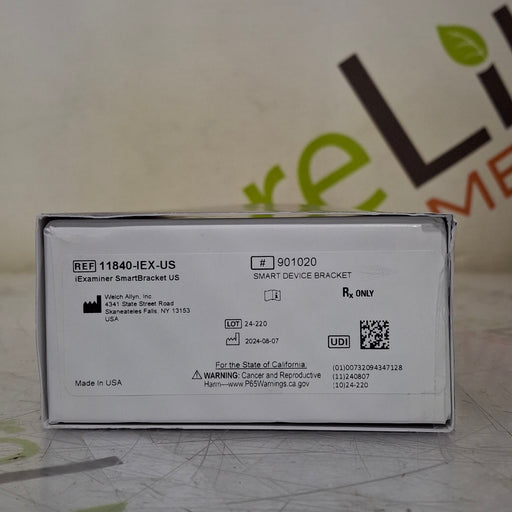 reLi
ME
REF 11840-IEX-US
iExaminer SmartBracket US
# 901020
SMART DEVICE BRACKET
Welch Allyn, Inc.
4341 State Street Road
Skaneateles Falls, NY 13153
USA
Rx ONLY
LOT 24-220
2024-08-07
UDI
For the State of California:
WARNING: Cancer and Reproductive
Harm—www.P65Warnings.ca.gov
(01)00732094347128
(11)240807
(10)24-220
Made in USA